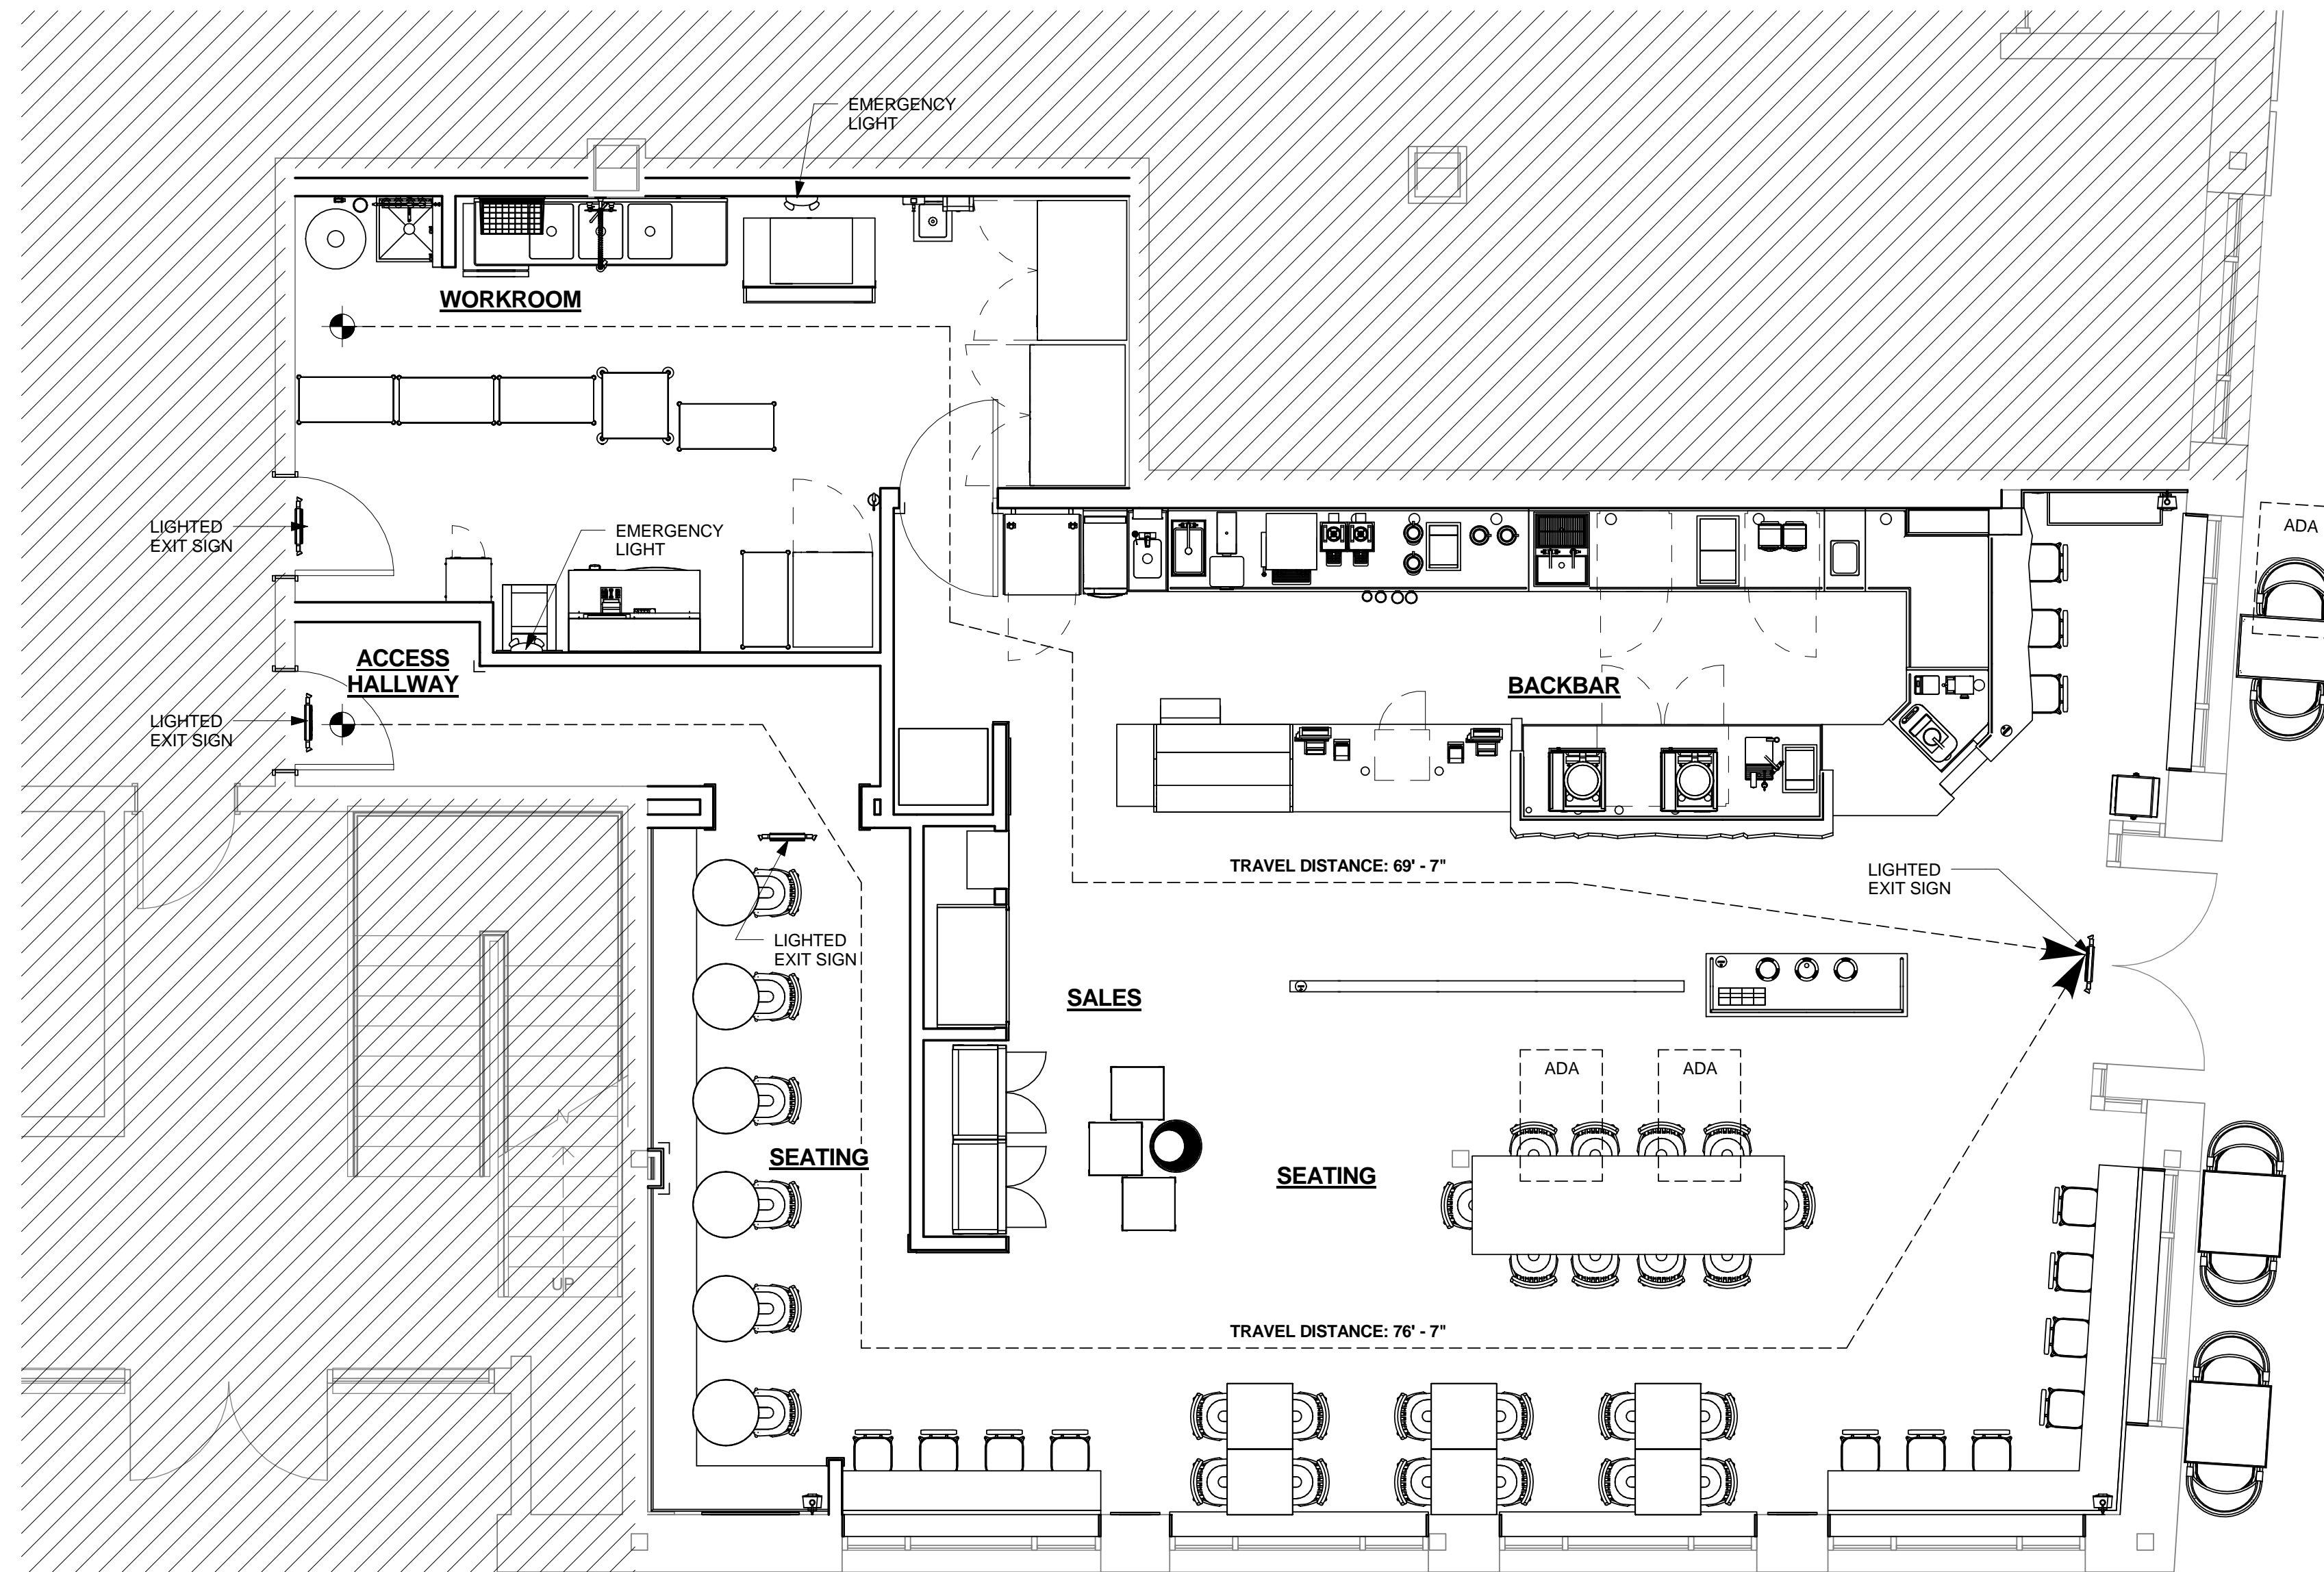 EMERGENCY
LIGHT
WORKROOM
LIGHTED
EXIT SIGN
EMERGENCY
LIGHT
ADA
ACCESS
HALLWAY
LIGHTED
EXIT SIGN
BACKBAR
TRAVEL DISTANCE: 69' - 7"
LIGHTED
EXIT SIGN
LIGHTED
EXIT SIGN
SALES
ADA
ADA
SEATING
SEATING
UP
TRAVEL DISTANCE: 76' - 7"